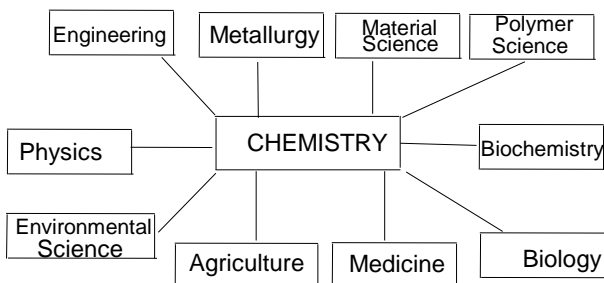 Engineering
Metallurgy
Material
Science
Polymer
Science
Physics
CHEMISTRY
Biochemistry
Environmental
Science
Agriculture
Medicine
Biology